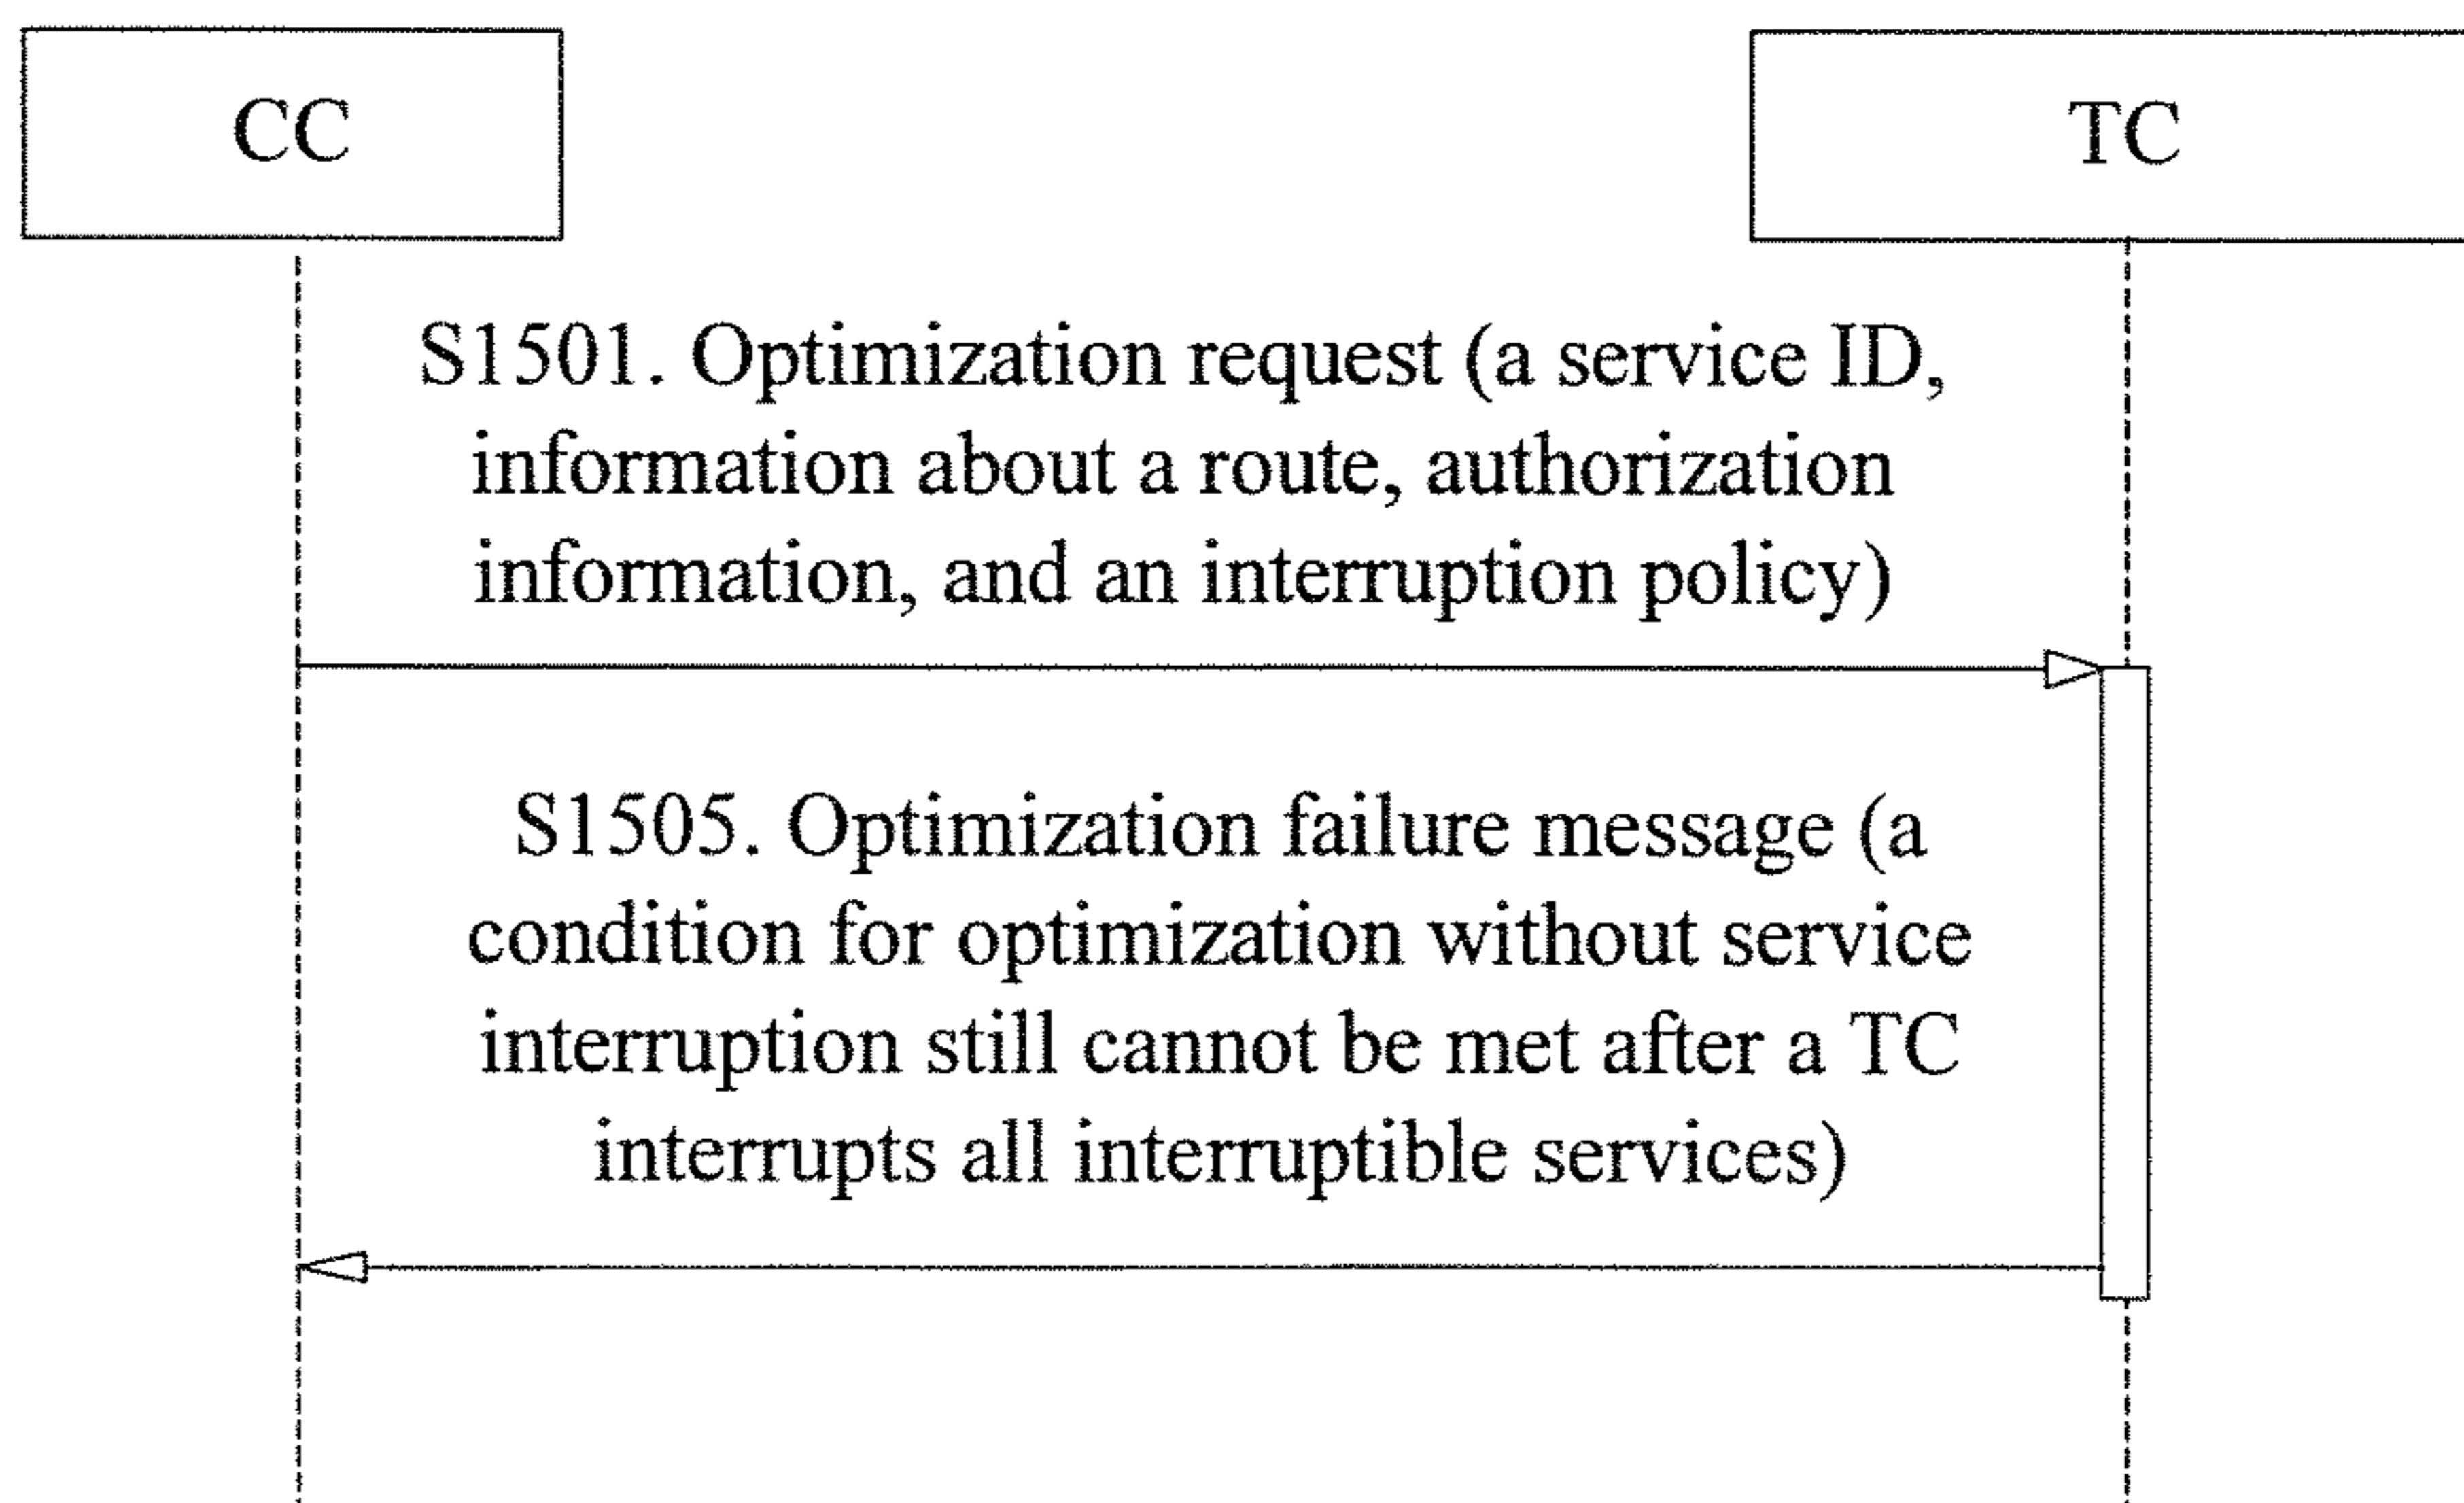 CC
TC
S1501. Optimization request (a service ID,
information about a route, authorization
information, and an interruption policy)
S1505. Optimization failure message (a
condition for optimization without service
interruption still cannot be met after a TC
interrupts all interruptible services)